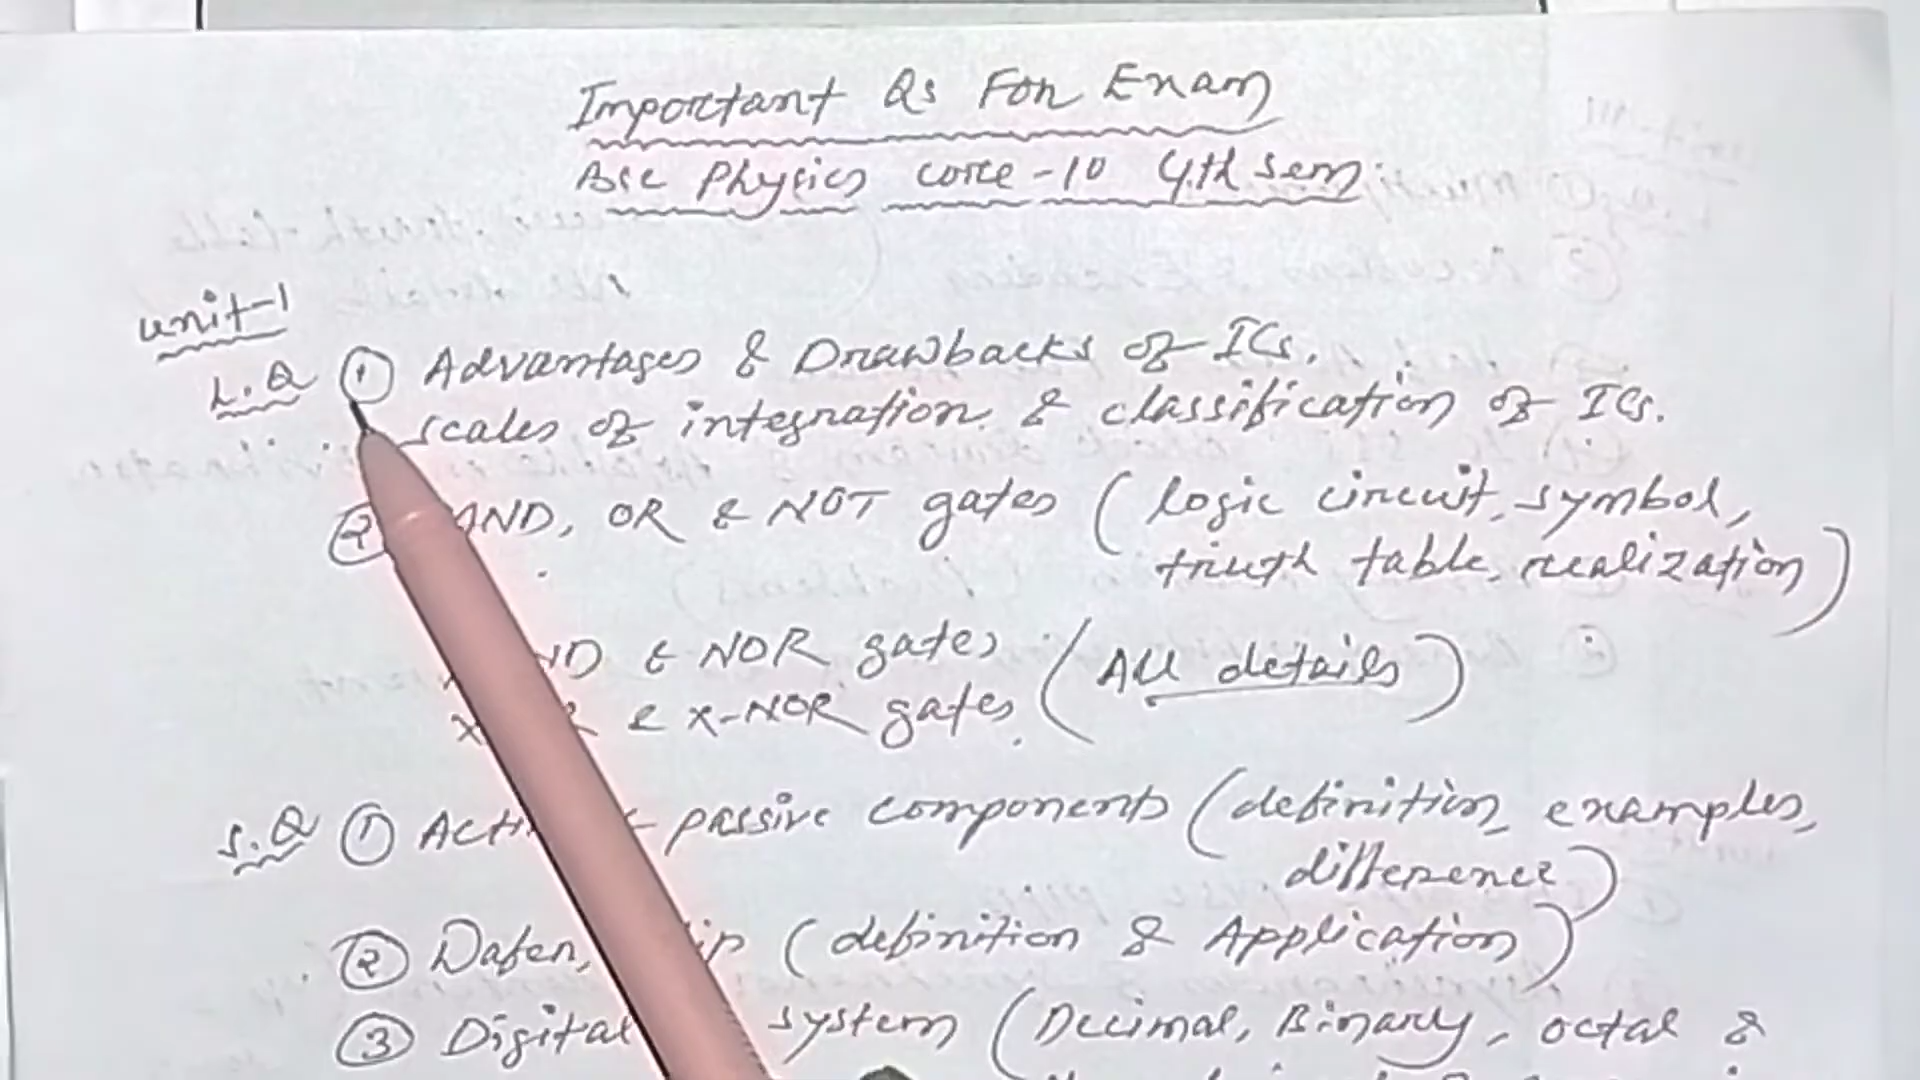 Important Qs For Exam
Bsc Physics core-10 4th sem.
unit-1
L.Q ① Advantages & Drawbacks of ICs.
scales of integration & classification of ICs.
② AND, OR & NOT gates (logic circuit, symbol,
truth table, realization)
& NOR gates
& X-NOR gates. (All details)
S.Q ① passive components (definition, examples,
difference)
② Wafer, (definition & Application)
③ Digital system (Decimal, Binary, octal &